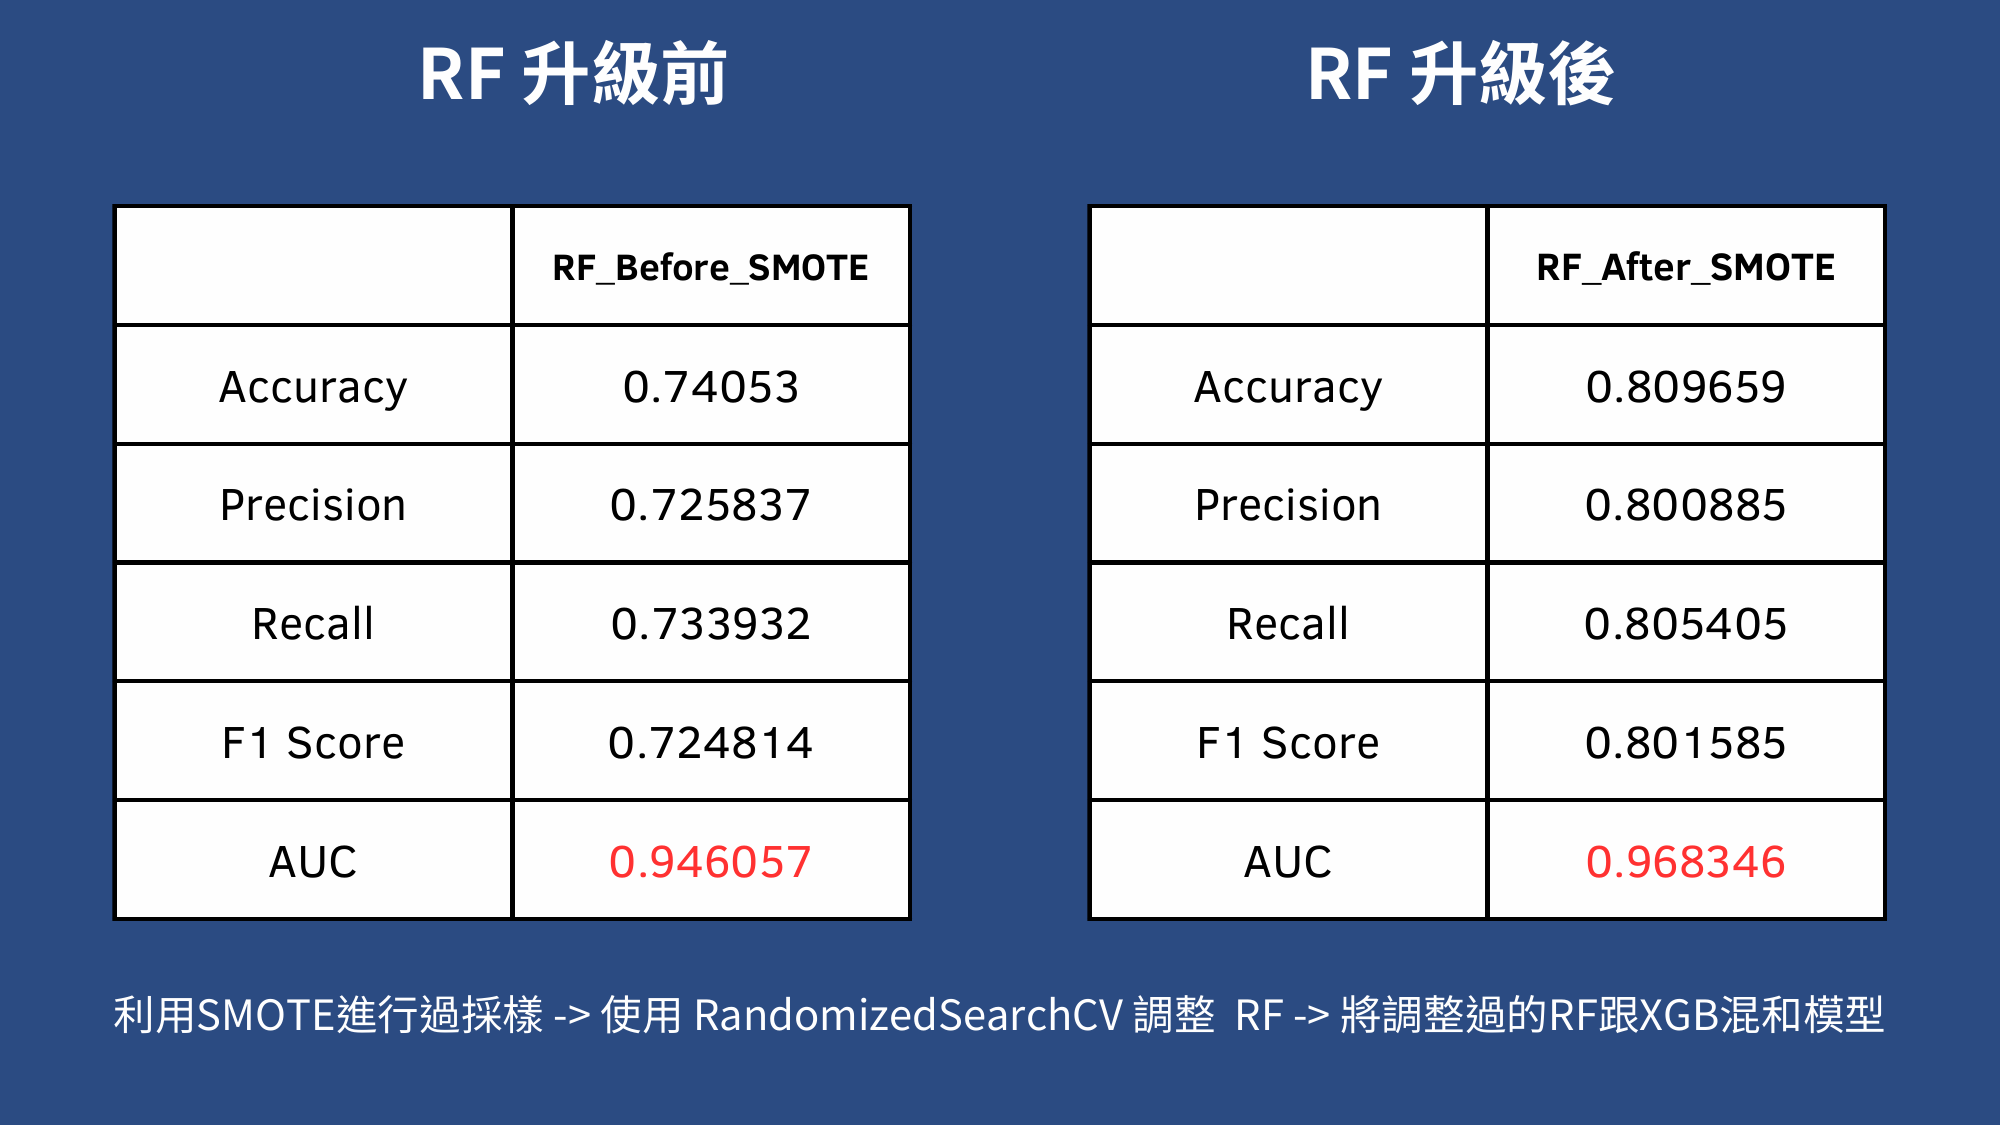 RF 升級前
RF 升級後
RF_Before_SMOTE
Accuracy 0.74053
Precision 0.725837
Recall 0.733932
F1 Score 0.724814
AUC 0.946057
RF_After_SMOTE
Accuracy 0.809659
Precision 0.800885
Recall 0.805405
F1 Score 0.801585
AUC 0.968346
利用SMOTE進行過採樣 -> 使用 RandomizedSearchCV 調整 RF -> 將調整過的RF跟XGB混和模型